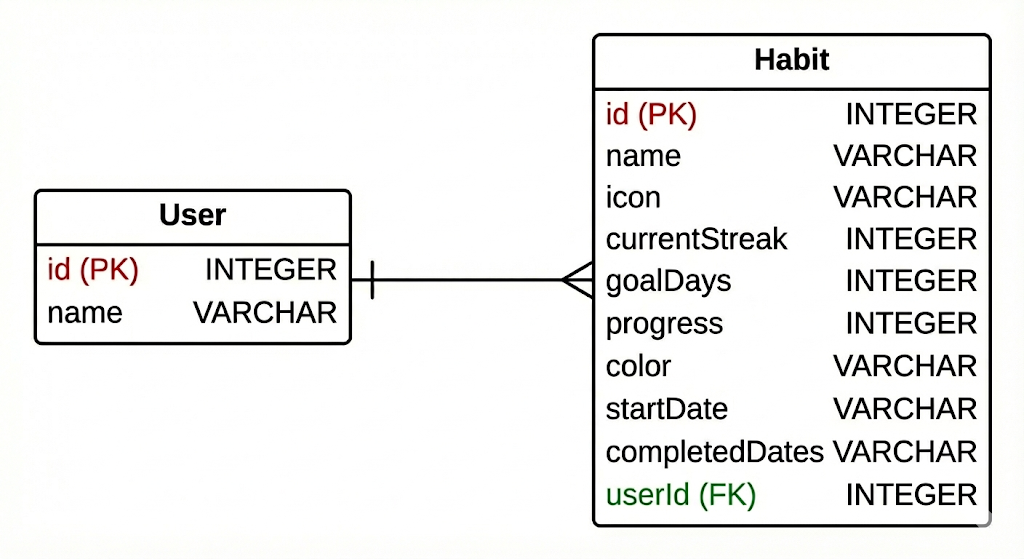 User
id (PK) INTEGER
name VARCHAR
Habit
id (PK) INTEGER
name VARCHAR
icon VARCHAR
currentStreak INTEGER
goalDays INTEGER
progress INTEGER
color VARCHAR
startDate VARCHAR
completedDates VARCHAR
userId (FK) INTEGER